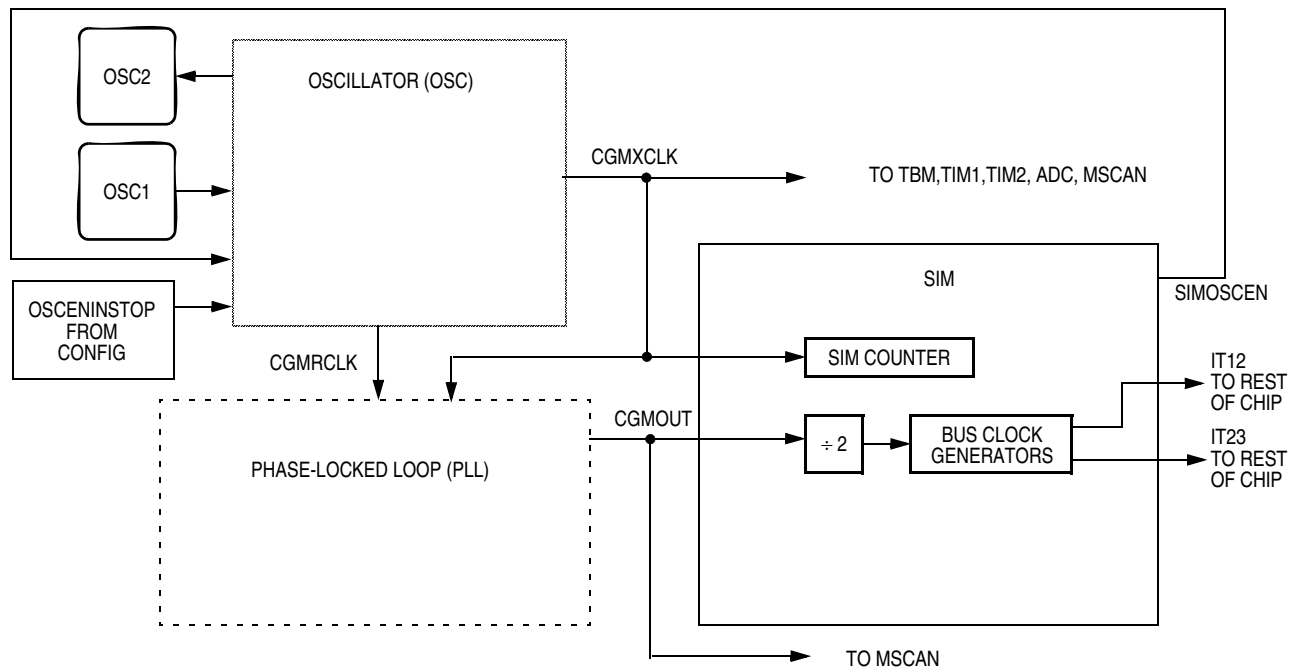 OSC2
OSCILLATOR (OSC)
CGMXCLK
OSC1
TO TBM,TIM1,TIM2, ADC, MSCAN
SIM
SIMOSCEN
OSCENINSTOP
FROM
CONFIG
CGMRCLK
SIM COUNTER
IT12
TO REST
OF CHIP
CGMOUT
÷ 2
BUS CLOCK
GENERATORS
IT23
TO REST
OF CHIP
PHASE-LOCKED LOOP (PLL)
TO MSCAN